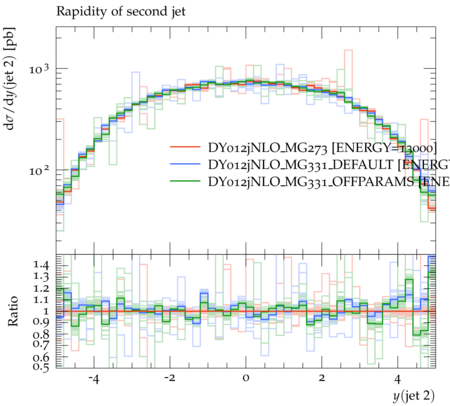 Rapidity of second jet
dσ/dy(jet 2) [pb]
10³
10²
DY012jNLO_MG273 [ENERGY=13000]
DY012jNLO_MG331_DEFAULT [ENERG
DY012jNLO_MG331_OFFPARAMS [ENE
Ratio
1.4
1.3
1.2
1.1
1
0.9
0.8
0.7
0.6
0.5
-4 -2 0 2 4
y(jet 2)